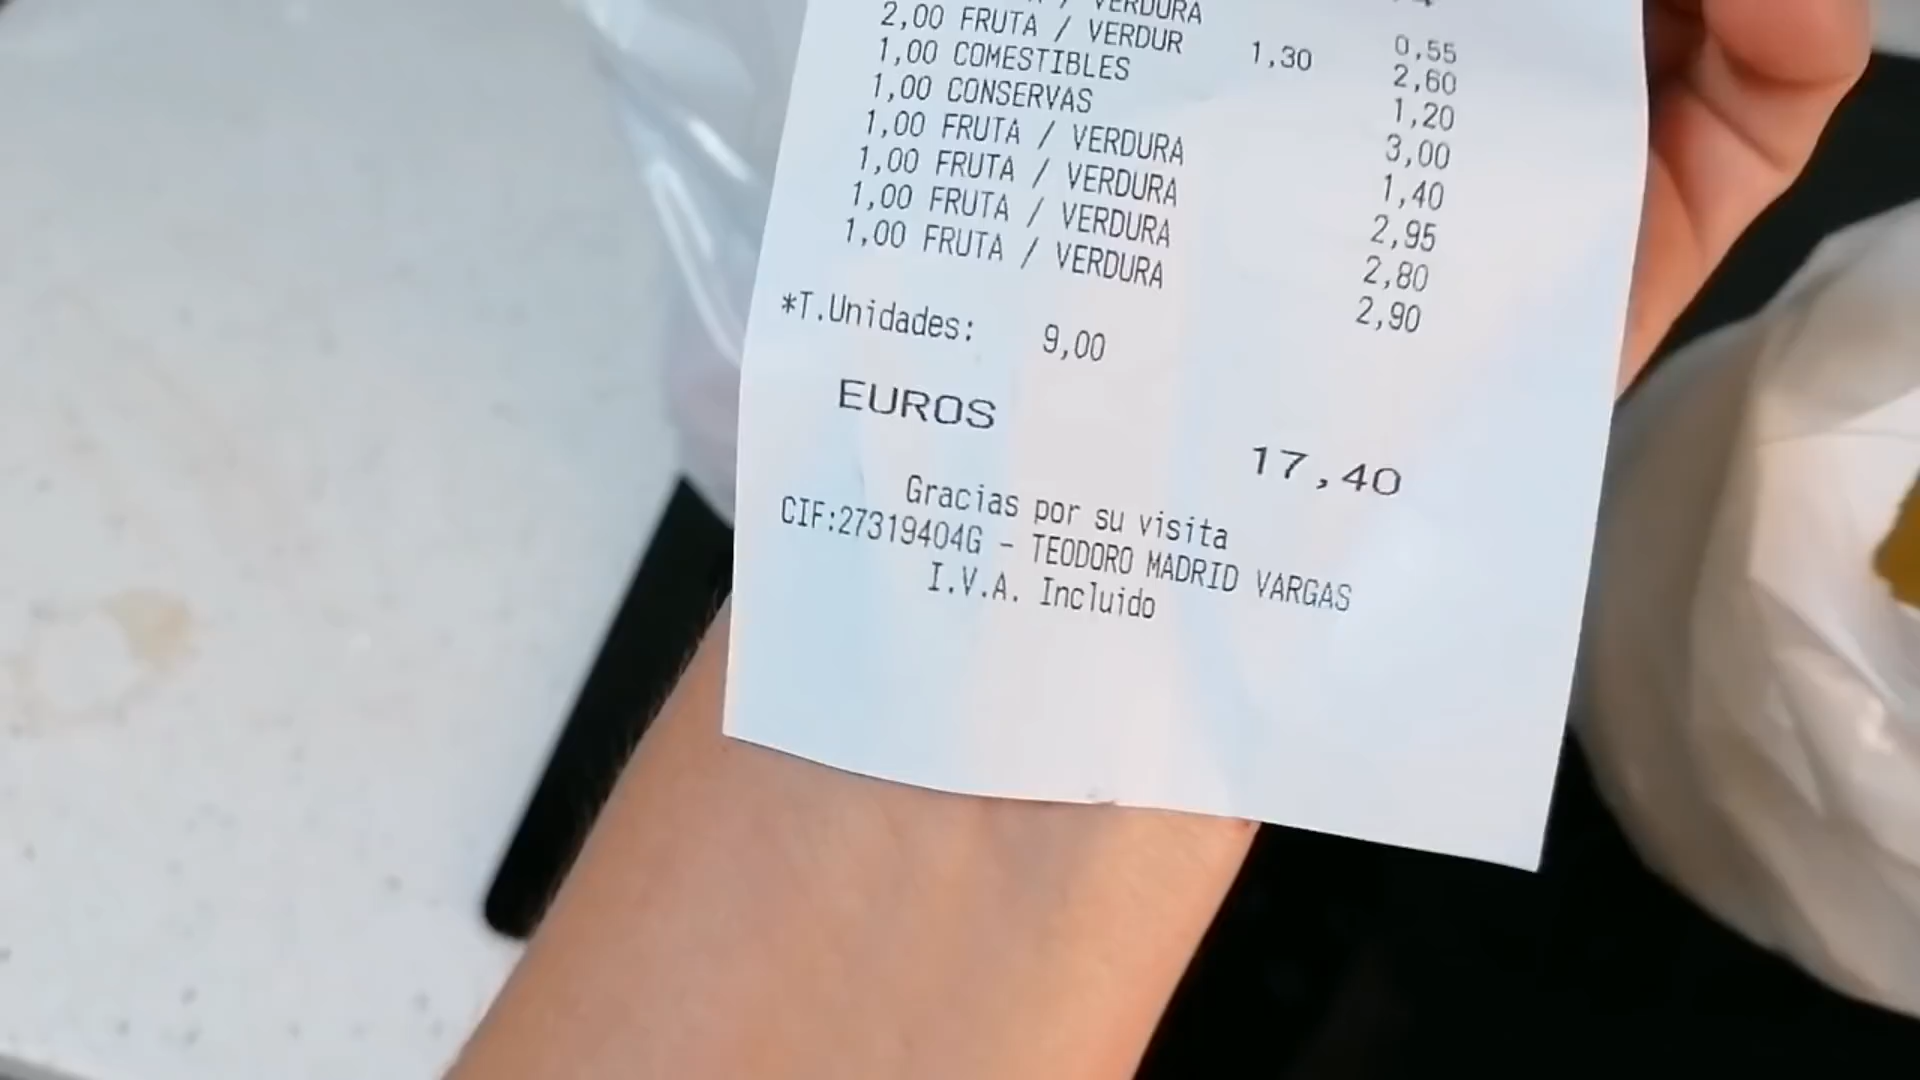 / VERDURA 0,55
2,00 FRUTA / VERDUR 1,30 2,60
1,00 COMESTIBLES 1,20
1,00 CONSERVAS 3,00
1,00 FRUTA / VERDURA 1,40
1,00 FRUTA / VERDURA 2,95
1,00 FRUTA / VERDURA 2,80
1,00 FRUTA / VERDURA 2,90
*T.Unidades: 9,00
EUROS 17,40
Gracias por su visita
CIF:27319404G - TEODORO MADRID VARGAS
I.V.A. Incluido